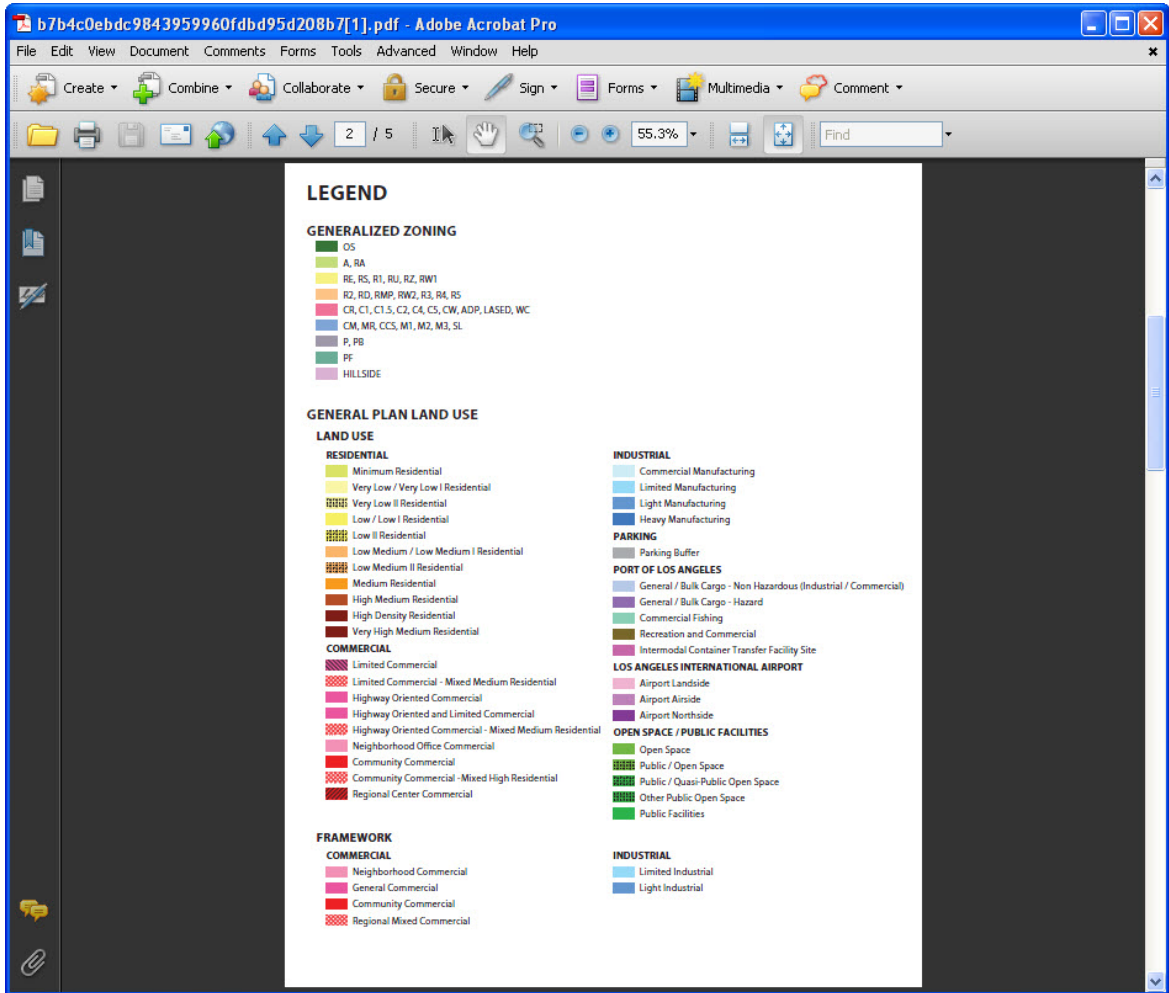 b7b4c0ebdc9843959960fdbd95d208b7[1].pdf - Adobe Acrobat Pro
File Edit View Document Comments Forms Tools Advanced Window Help
Create Combine Collaborate Secure Sign Forms Multimedia Comment
2 / 5 55.3% Find
LEGEND
GENERALIZED ZONING
OS
A, RA
RE, RS, R1, RU, RZ, RW1
R2, RD, RMP, RW2, R3, R4, R5
CR, C1, C1.5, C2, C4, C5, CW, ADP, LASED, WC
CM, MR, CCS, M1, M2, M3, SL
P, PB
PF
HILLSIDE
GENERAL PLAN LAND USE
LAND USE
RESIDENTIAL
Minimum Residential
Very Low / Very Low I Residential
Very Low II Residential
Low / Low I Residential
Low II Residential
Low Medium / Low Medium I Residential
Low Medium II Residential
Medium Residential
High Medium Residential
High Density Residential
Very High Medium Residential
COMMERCIAL
Limited Commercial
Limited Commercial - Mixed Medium Residential
Highway Oriented Commercial
Highway Oriented and Limited Commercial
Highway Oriented Commercial - Mixed Medium Residential
Neighborhood Office Commercial
Community Commercial
Community Commercial -Mixed High Residential
Regional Center Commercial
INDUSTRIAL
Commercial Manufacturing
Limited Manufacturing
Light Manufacturing
Heavy Manufacturing
PARKING
Parking Buffer
PORT OF LOS ANGELES
General / Bulk Cargo - Non Hazardous (Industrial / Commercial)
General / Bulk Cargo - Hazard
Commercial Fishing
Recreation and Commercial
Intermodal Container Transfer Facility Site
LOS ANGELES INTERNATIONAL AIRPORT
Airport Landside
Airport Airside
Airport Northside
OPEN SPACE / PUBLIC FACILITIES
Open Space
Public / Open Space
Public / Quasi-Public Open Space
Other Public Open Space
Public Facilities
FRAMEWORK
COMMERCIAL
Neighborhood Commercial
General Commercial
Community Commercial
Regional Mixed Commercial
INDUSTRIAL
Limited Industrial
Light Industrial